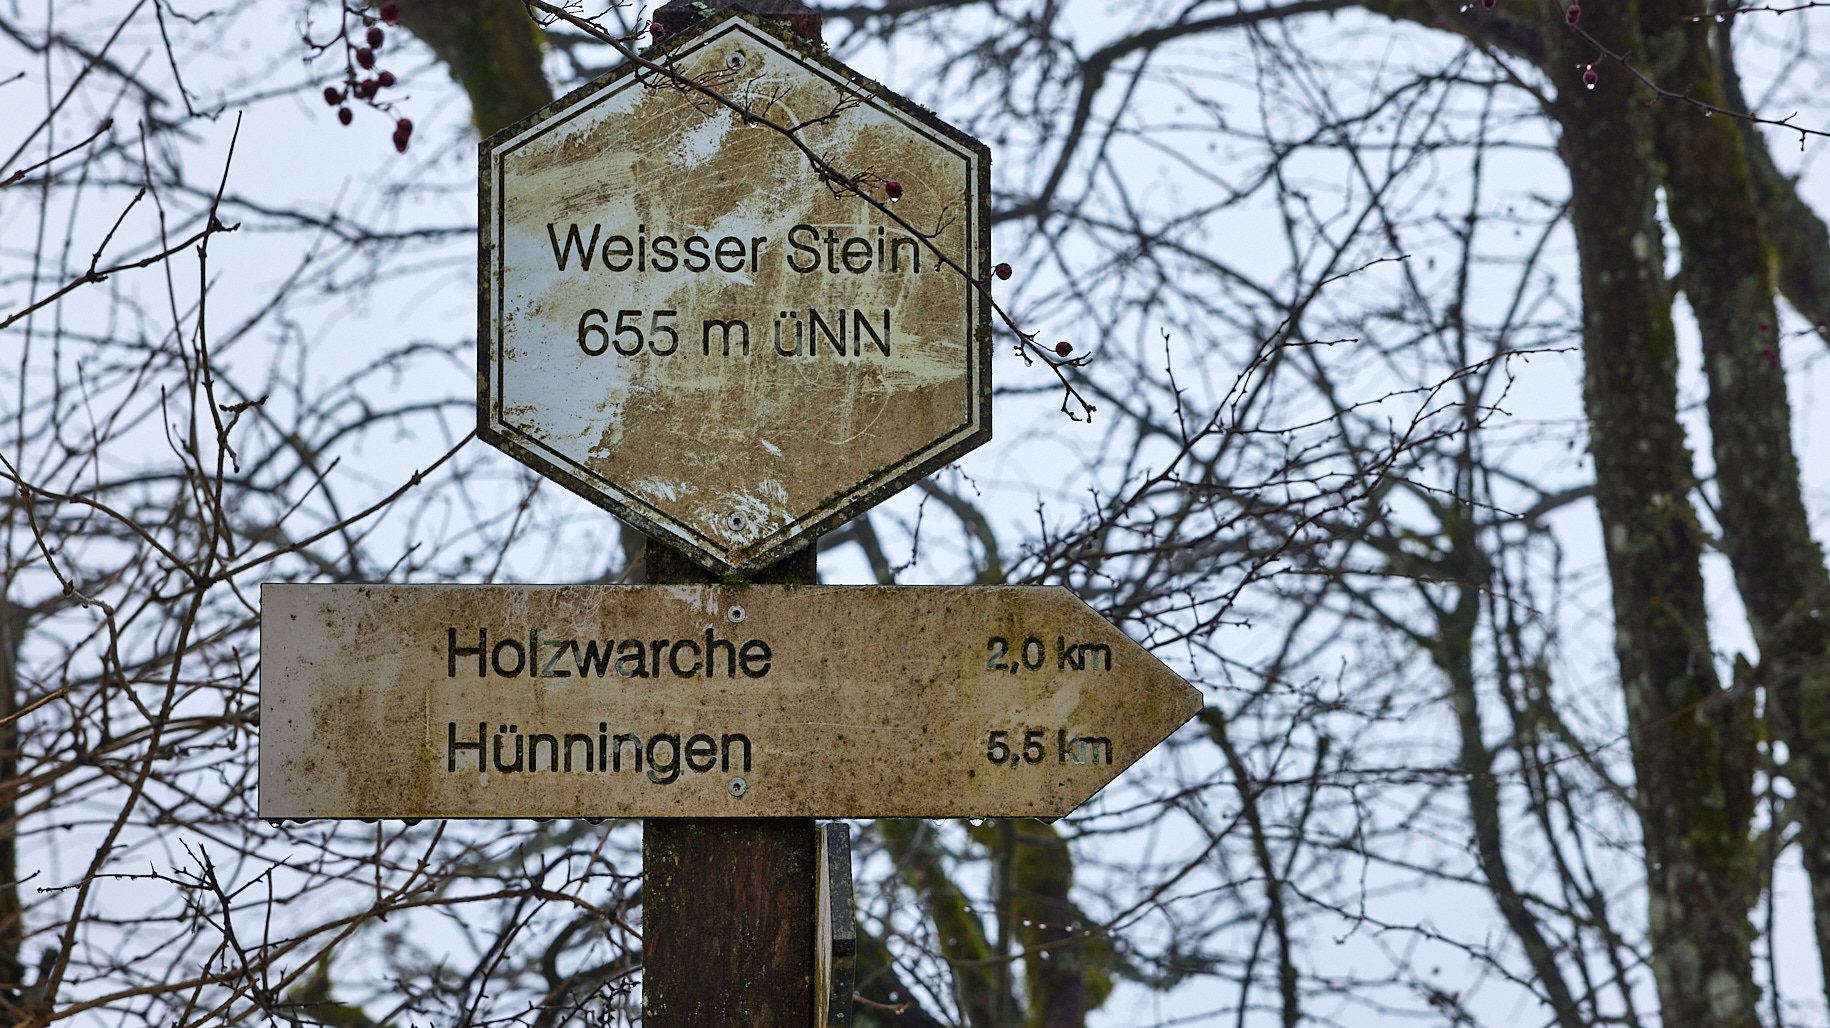 Weisser Stein
655 m üNN
Holzwarche 2,0 km
Hünningen 5,5 km